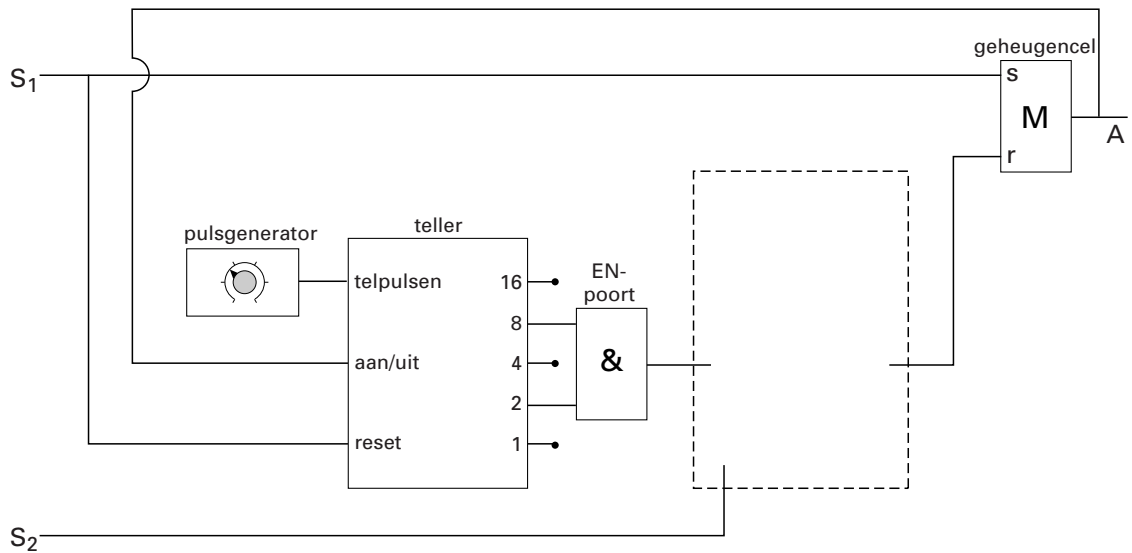 geheugencel
S1
s
M
r
A
pulsgenerator
teller
telpulsen
16
8
aan/uit
4
2
reset
1
EN-
poort
&
S2